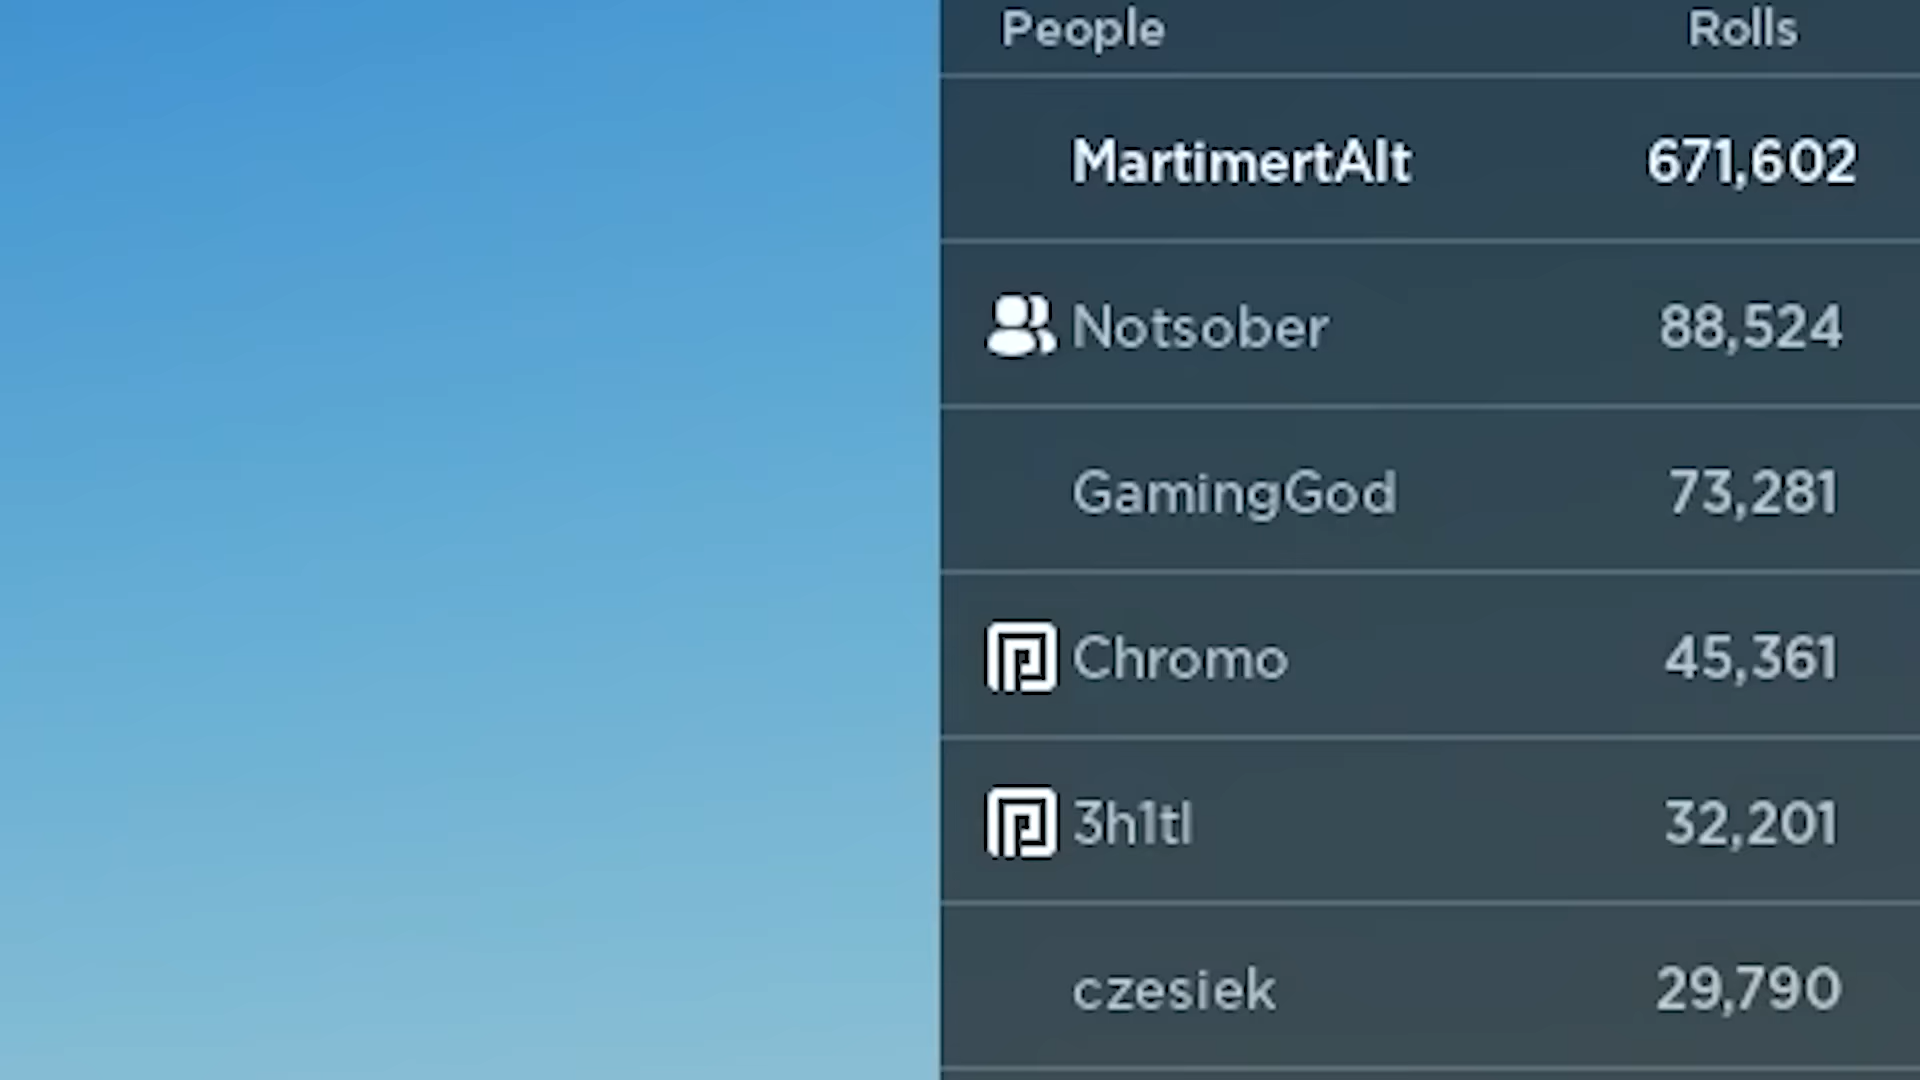 People Rolls
MartimertAlt 671,602
Notsober 88,524
GamingGod 73,281
Chromo 45,361
3h1tl 32,201
czesiek 29,790